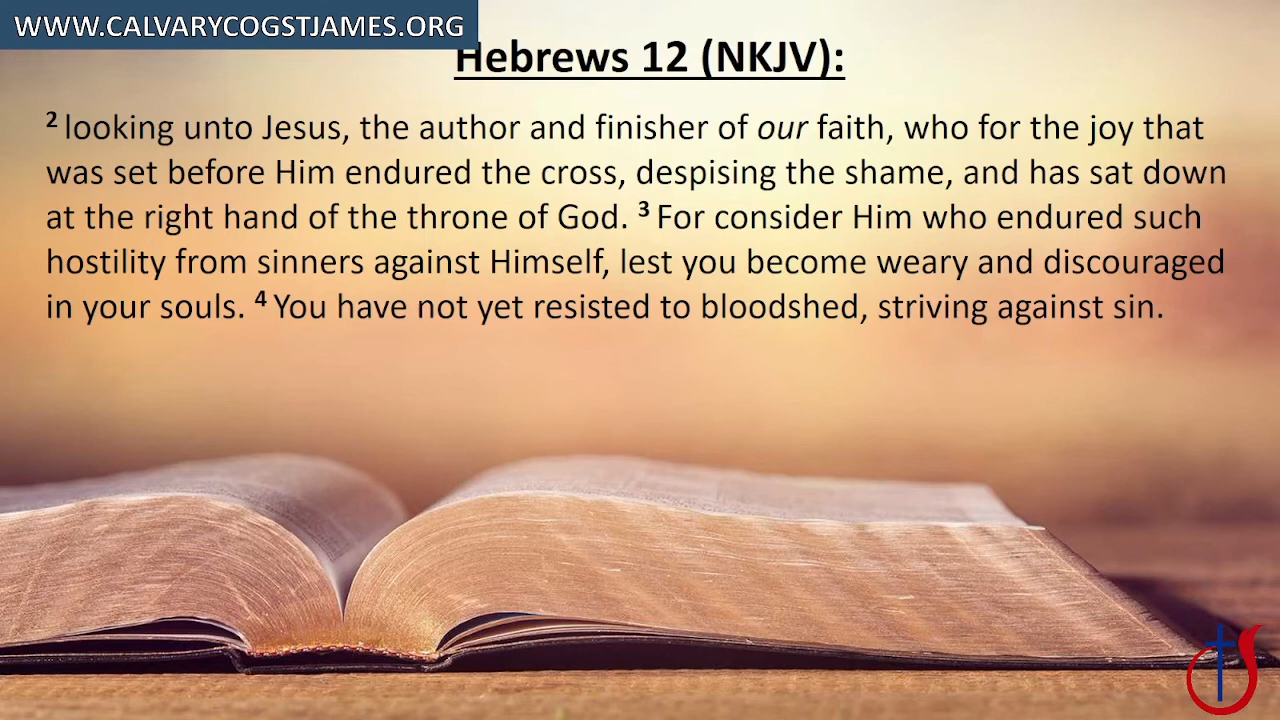 WWW.CALVARYCOGSTJAMES.ORG
Hebrews 12 (NKJV):
2 looking unto Jesus, the author and finisher of our faith, who for the joy that
was set before Him endured the cross, despising the shame, and has sat down
at the right hand of the throne of God. 3 For consider Him who endured such
hostility from sinners against Himself, lest you become weary and discouraged
in your souls. 4 You have not yet resisted to bloodshed, striving against sin.